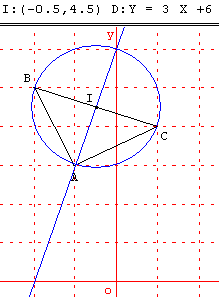 I:(-0.5,4.5) D:Y = 3 X +6
y
B
I
C
A
o